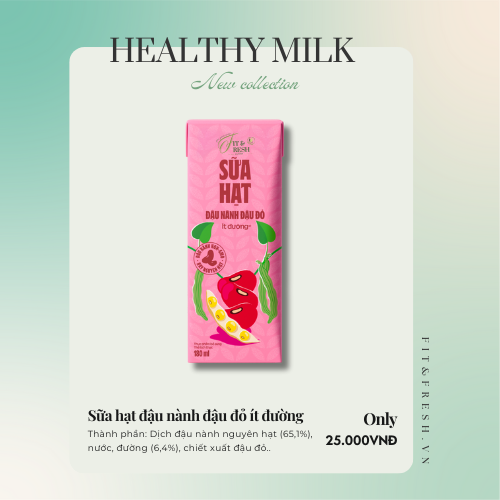 HEALTHY MILK
New collection
FIT &
FRESH
SỮA
HẠT
ĐẬU NÀNH ĐẬU ĐỎ
ít đường
180 ml
FIT&FRESH.VN
Sữa hạt đậu nành đậu đỏ ít đường
Thành phần: Dịch đậu nành nguyên hạt (65,1%),
nước, đường (6,4%), chiết xuất đậu đỏ..
Only
25.000VNĐ